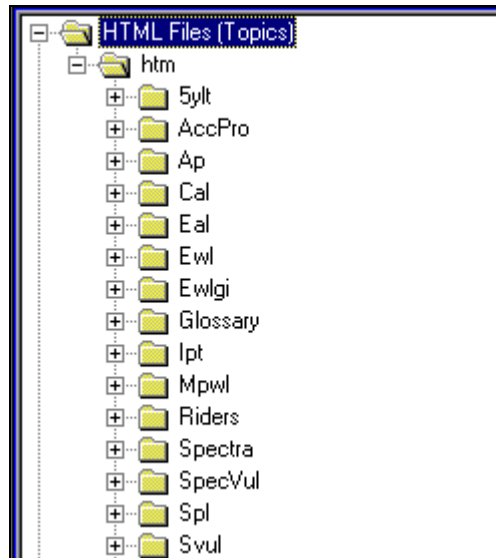 HTML Files (Topics)
htm
5ylt
AccPro
Ap
Cal
Eal
Ewl
Ewlgi
Glossary
Ipt
Mpwl
Riders
Spectra
SpecVul
Spl
Svul